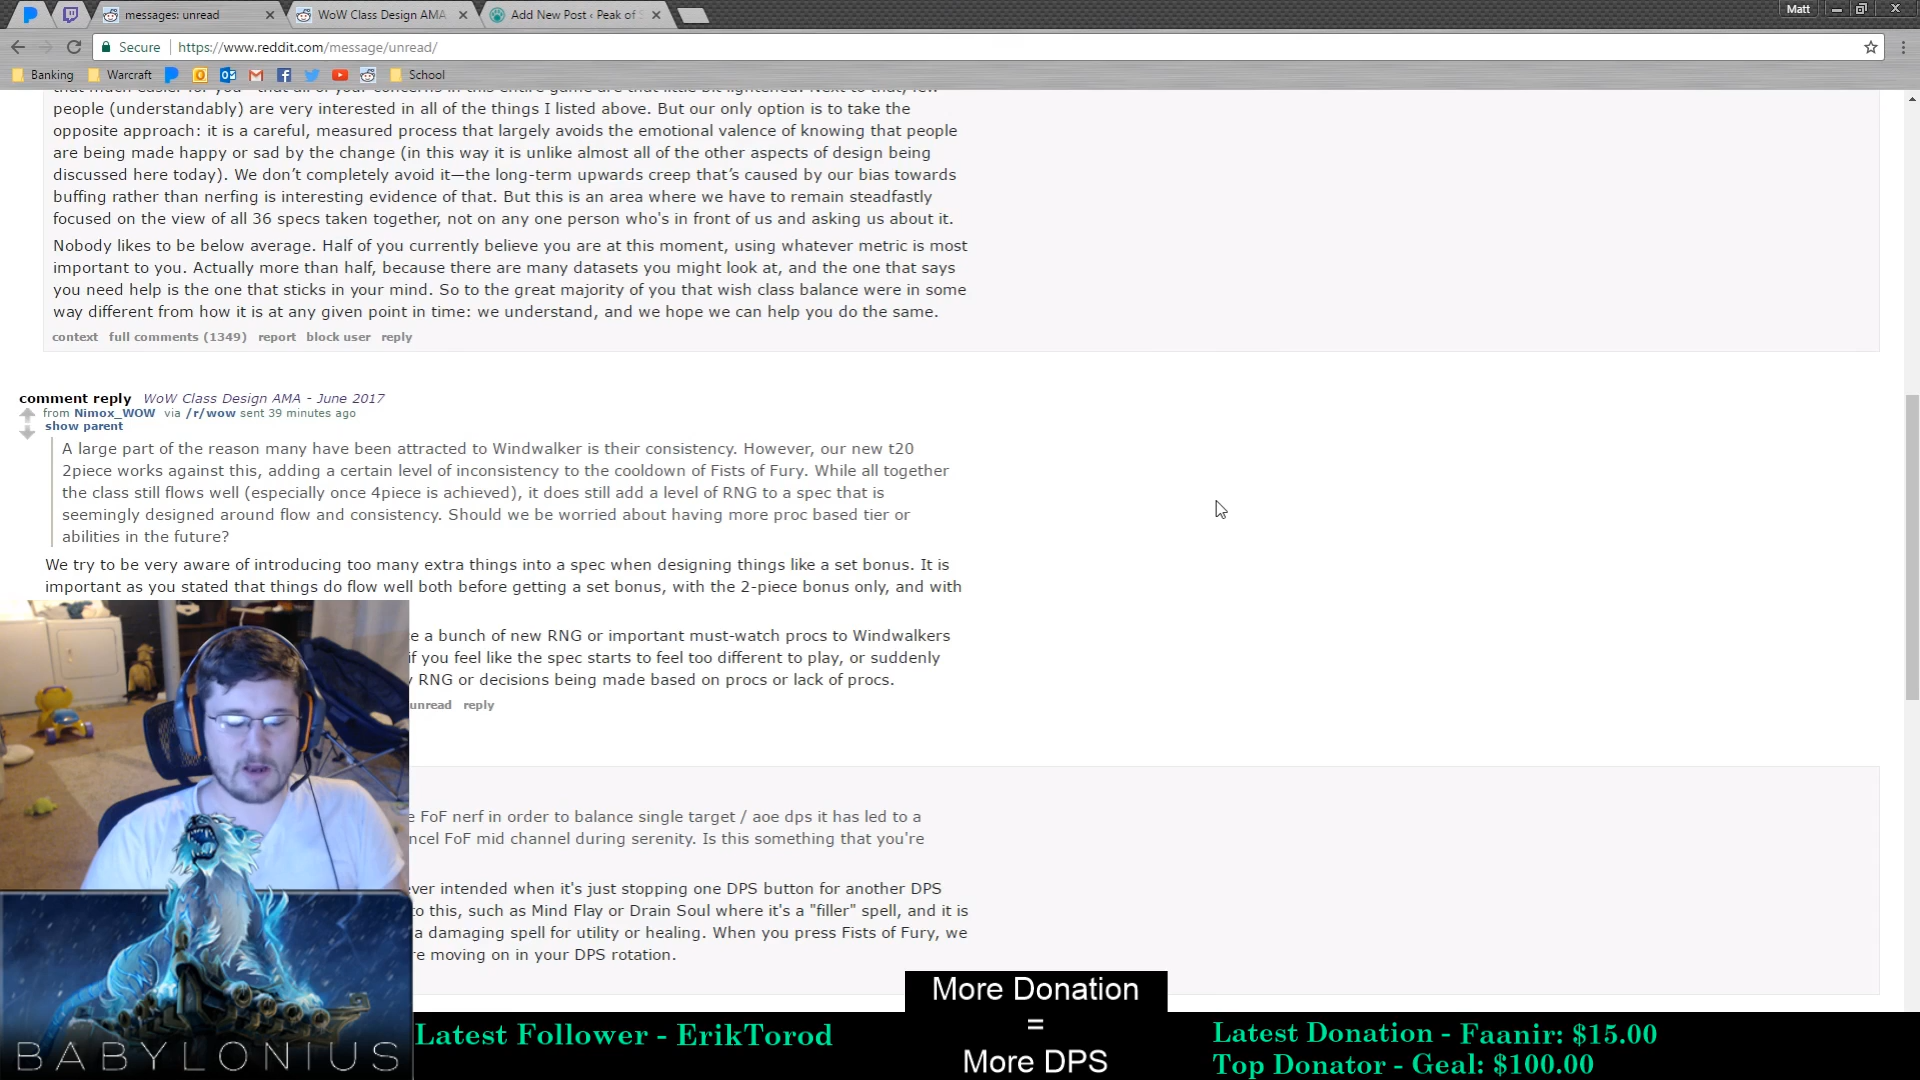 messages: unread
WoW Class Design AMA
Add New Post ‹ Peak of S
Matt
Secure
https://www.reddit.com/message/unread/
Banking
Warcraft
School
people (understandably) are very interested in all of the things I listed above. But our only option is to take the
opposite approach: it is a careful, measured process that largely avoids the emotional valence of knowing that people
are being made happy or sad by the change (in this way it is unlike almost all of the other aspects of design being
discussed here today). We don’t completely avoid it—the long-term upwards creep that’s caused by our bias towards
buffing rather than nerfing is interesting evidence of that. But this is an area where we have to remain steadfastly
focused on the view of all 36 specs taken together, not on any one person who's in front of us and asking us about it.
Nobody likes to be below average. Half of you currently believe you are at this moment, using whatever metric is most
important to you. Actually more than half, because there are many datasets you might look at, and the one that says
you need help is the one that sticks in your mind. So to the great majority of you that wish class balance were in some
way different from how it is at any given point in time: we understand, and we hope we can help you do the same.
context full comments (1349) report block user reply
comment reply WoW Class Design AMA - June 2017
from Nimox_WOW via /r/wow sent 39 minutes ago
show parent
A large part of the reason many have been attracted to Windwalker is their consistency. However, our new t20
2piece works against this, adding a certain level of inconsistency to the cooldown of Fists of Fury. While all together
the class still flows well (especially once 4piece is achieved), it does still add a level of RNG to a spec that is
seemingly designed around flow and consistency. Should we be worried about having more proc based tier or
abilities in the future?
We try to be very aware of introducing too many extra things into a spec when designing things like a set bonus. It is
important as you stated that things do flow well both before getting a set bonus, with the 2-piece bonus only, and with
e a bunch of new RNG or important must-watch procs to Windwalkers
if you feel like the spec starts to feel too different to play, or suddenly
RNG or decisions being made based on procs or lack of procs.
unread reply
e FoF nerf in order to balance single target / aoe dps it has led to a
ncel FoF mid channel during serenity. Is this something that you're
ver intended when it's just stopping one DPS button for another DPS
to this, such as Mind Flay or Drain Soul where it's a "filler" spell, and it is
a damaging spell for utility or healing. When you press Fists of Fury, we
re moving on in your DPS rotation.
BABYLONIUS
Latest Follower - ErikTorod
More Donation
=
More DPS
Latest Donation - Faanir: $15.00
Top Donator - Geal: $100.00